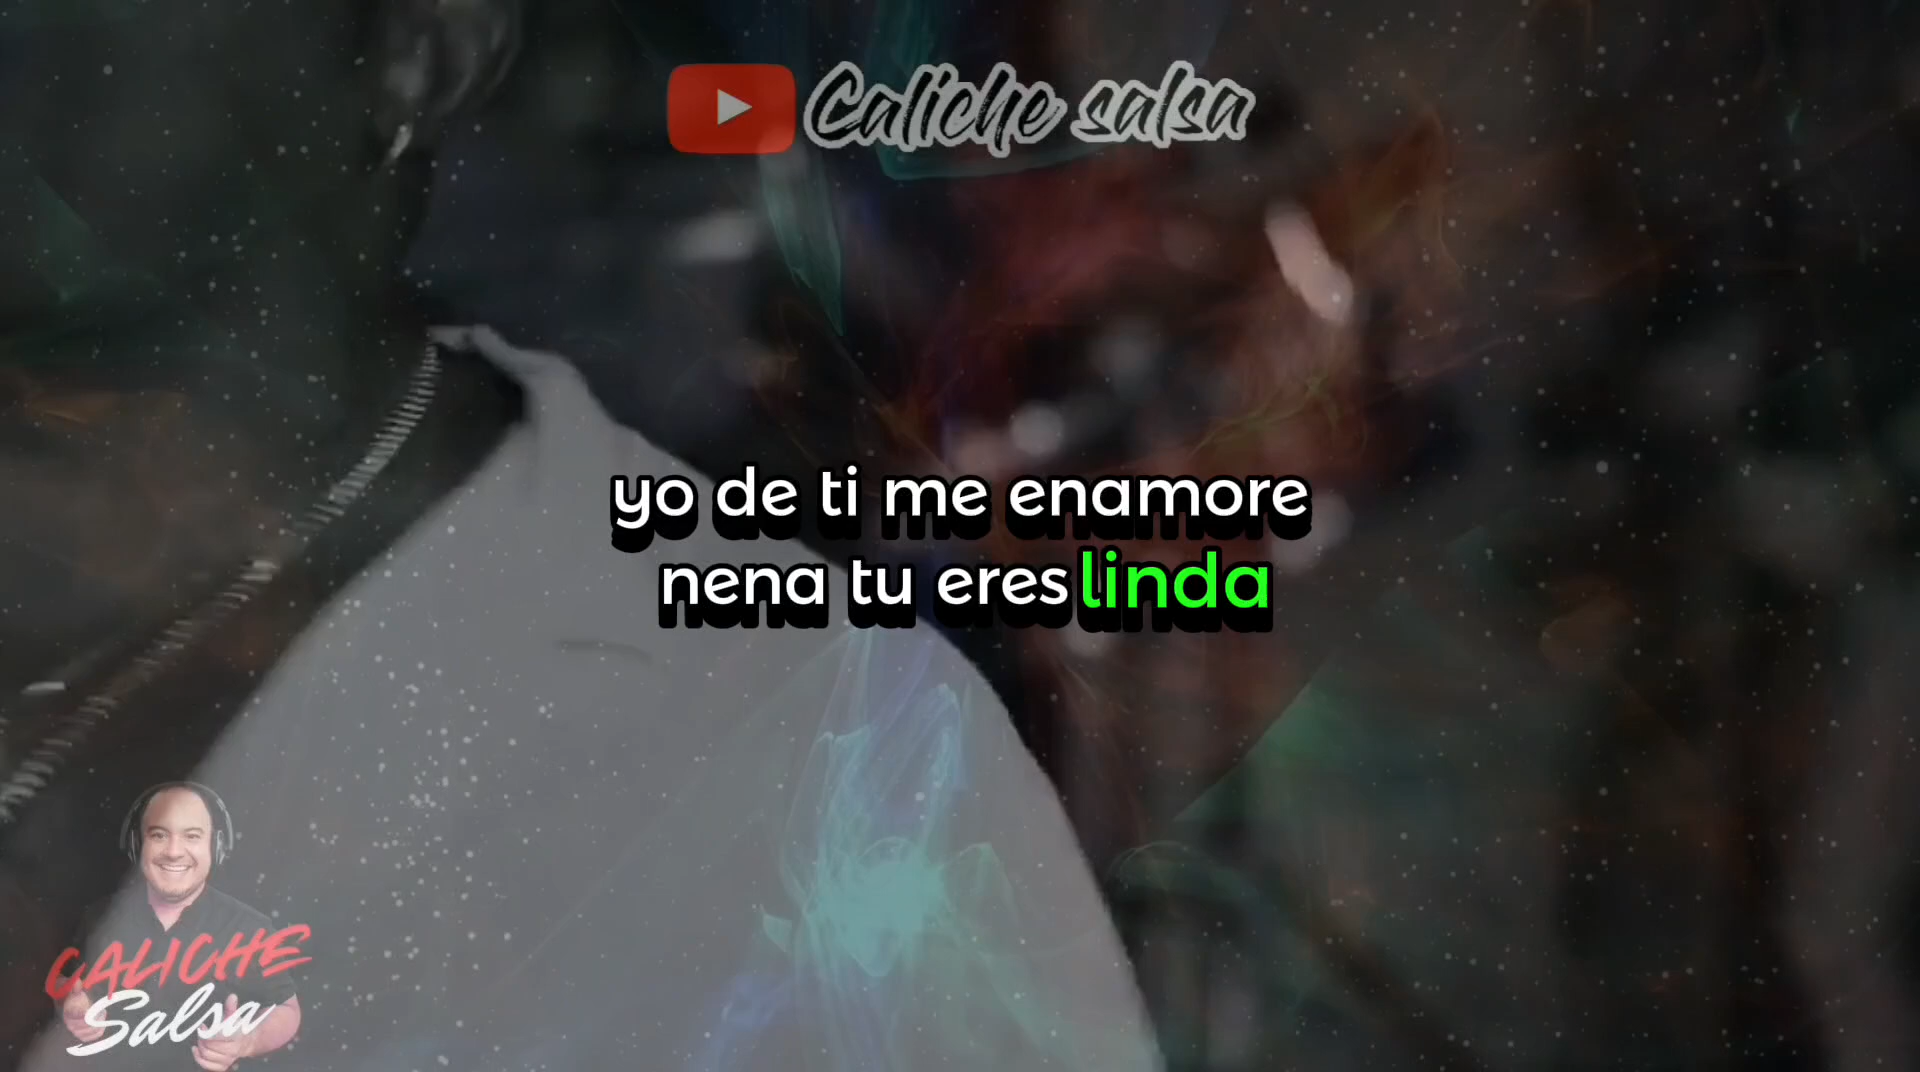 Caliche salsa
yo de ti me enamore
nena tu eres linda
CALICHE
Salsa